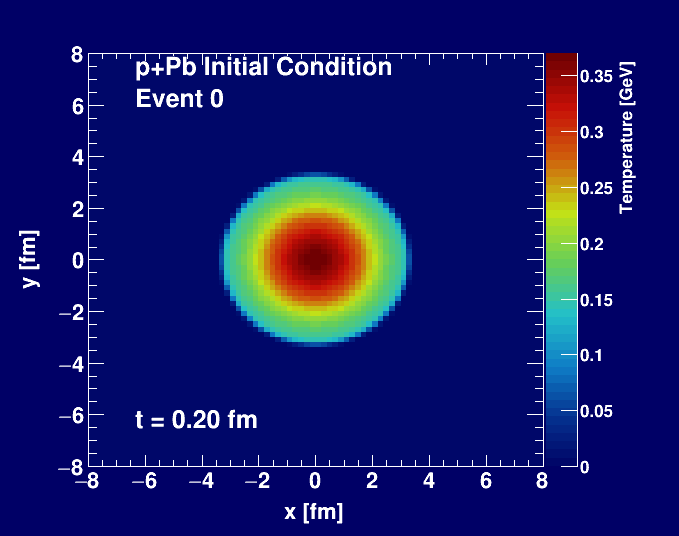 p+Pb Initial Condition
Event 0
t = 0.20 fm
8
6
4
2
0
−2
−4
−6
−8
y [fm]
−8 −6 −4 −2 0 2 4 6 8
x [fm]
0.35
0.3
0.25
0.2
0.15
0.1
0.05
0
Temperature [GeV]